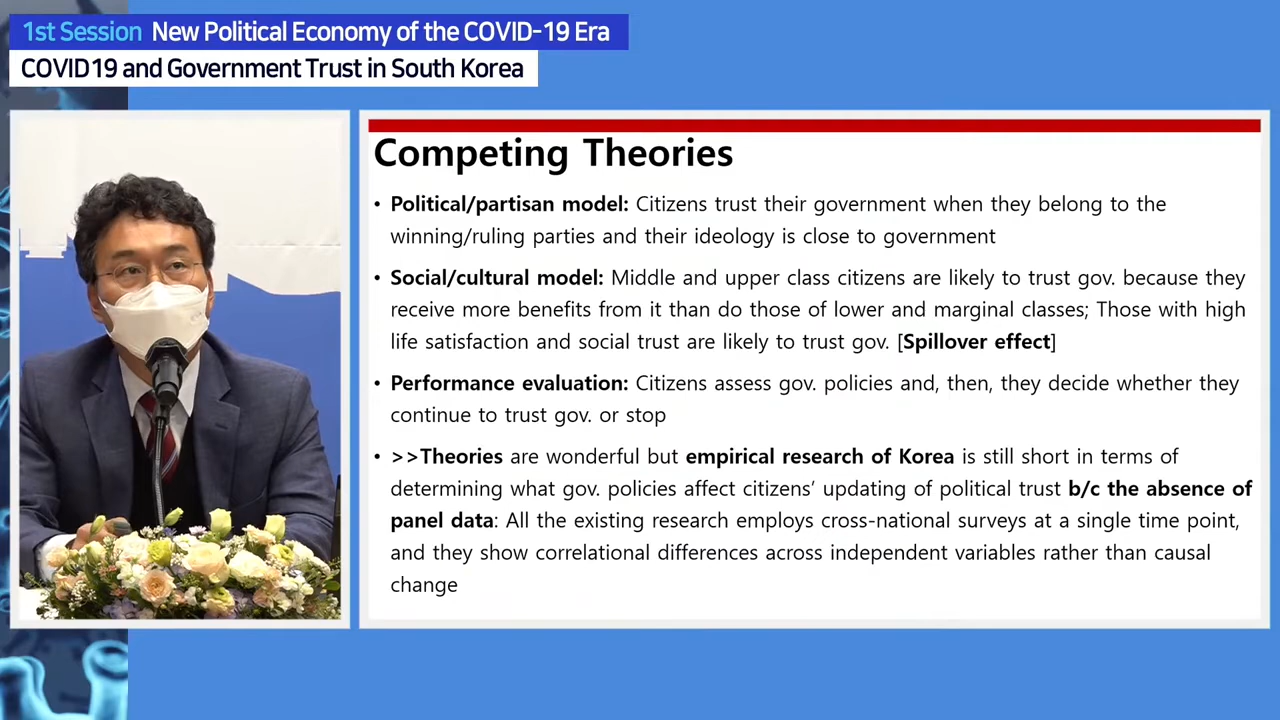 1st Session New Political Economy of the COVID-19 Era
COVID19 and Government Trust in South Korea
Competing Theories
• Political/partisan model: Citizens trust their government when they belong to the
winning/ruling parties and their ideology is close to government
• Social/cultural model: Middle and upper class citizens are likely to trust gov. because they
receive more benefits from it than do those of lower and marginal classes; Those with high
life satisfaction and social trust are likely to trust gov. [Spillover effect]
• Performance evaluation: Citizens assess gov. policies and, then, they decide whether they
continue to trust gov. or stop
• >>Theories are wonderful but empirical research of Korea is still short in terms of
determining what gov. policies affect citizens’ updating of political trust b/c the absence of
panel data: All the existing research employs cross-national surveys at a single time point,
and they show correlational differences across independent variables rather than causal
change